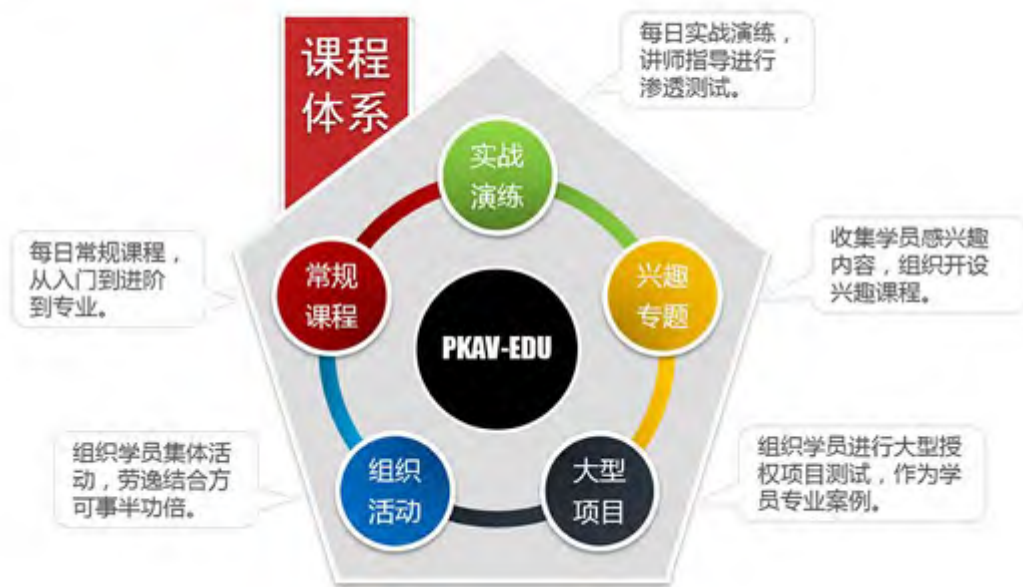 课程
体系
每日实战演练，
讲师指导进行
渗透测试。
实战
演练
每日常规课程，
从入门到进阶
到专业。
常规
课程
兴趣
专题
收集学员感兴趣
内容，组织开设
兴趣课程。
PKAV-EDU
组织学员集体活
动，劳逸结合方
可事半功倍。
组织
活动
大型
项目
组织学员进行大型授
权项目测试，作为学
员专业案例。